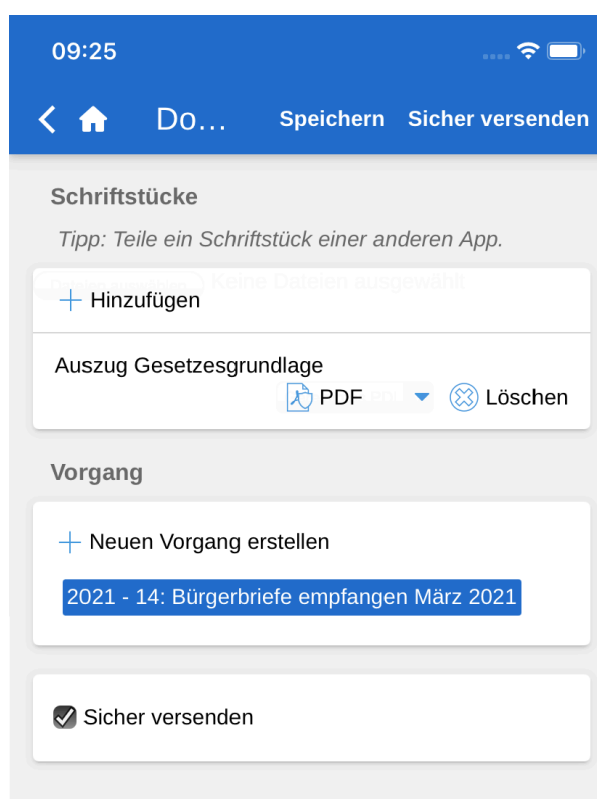 09:25
Do... Speichern Sicher versenden
Schriftstücke
Tipp: Teile ein Schriftstück einer anderen App.
Keine Dateien ausgewählt
Hinzufügen
Auszug Gesetzesgrundlage
PDF Löschen
Vorgang
Neuen Vorgang erstellen
2021 - 14: Bürgerbriefe empfangen März 2021
Sicher versenden